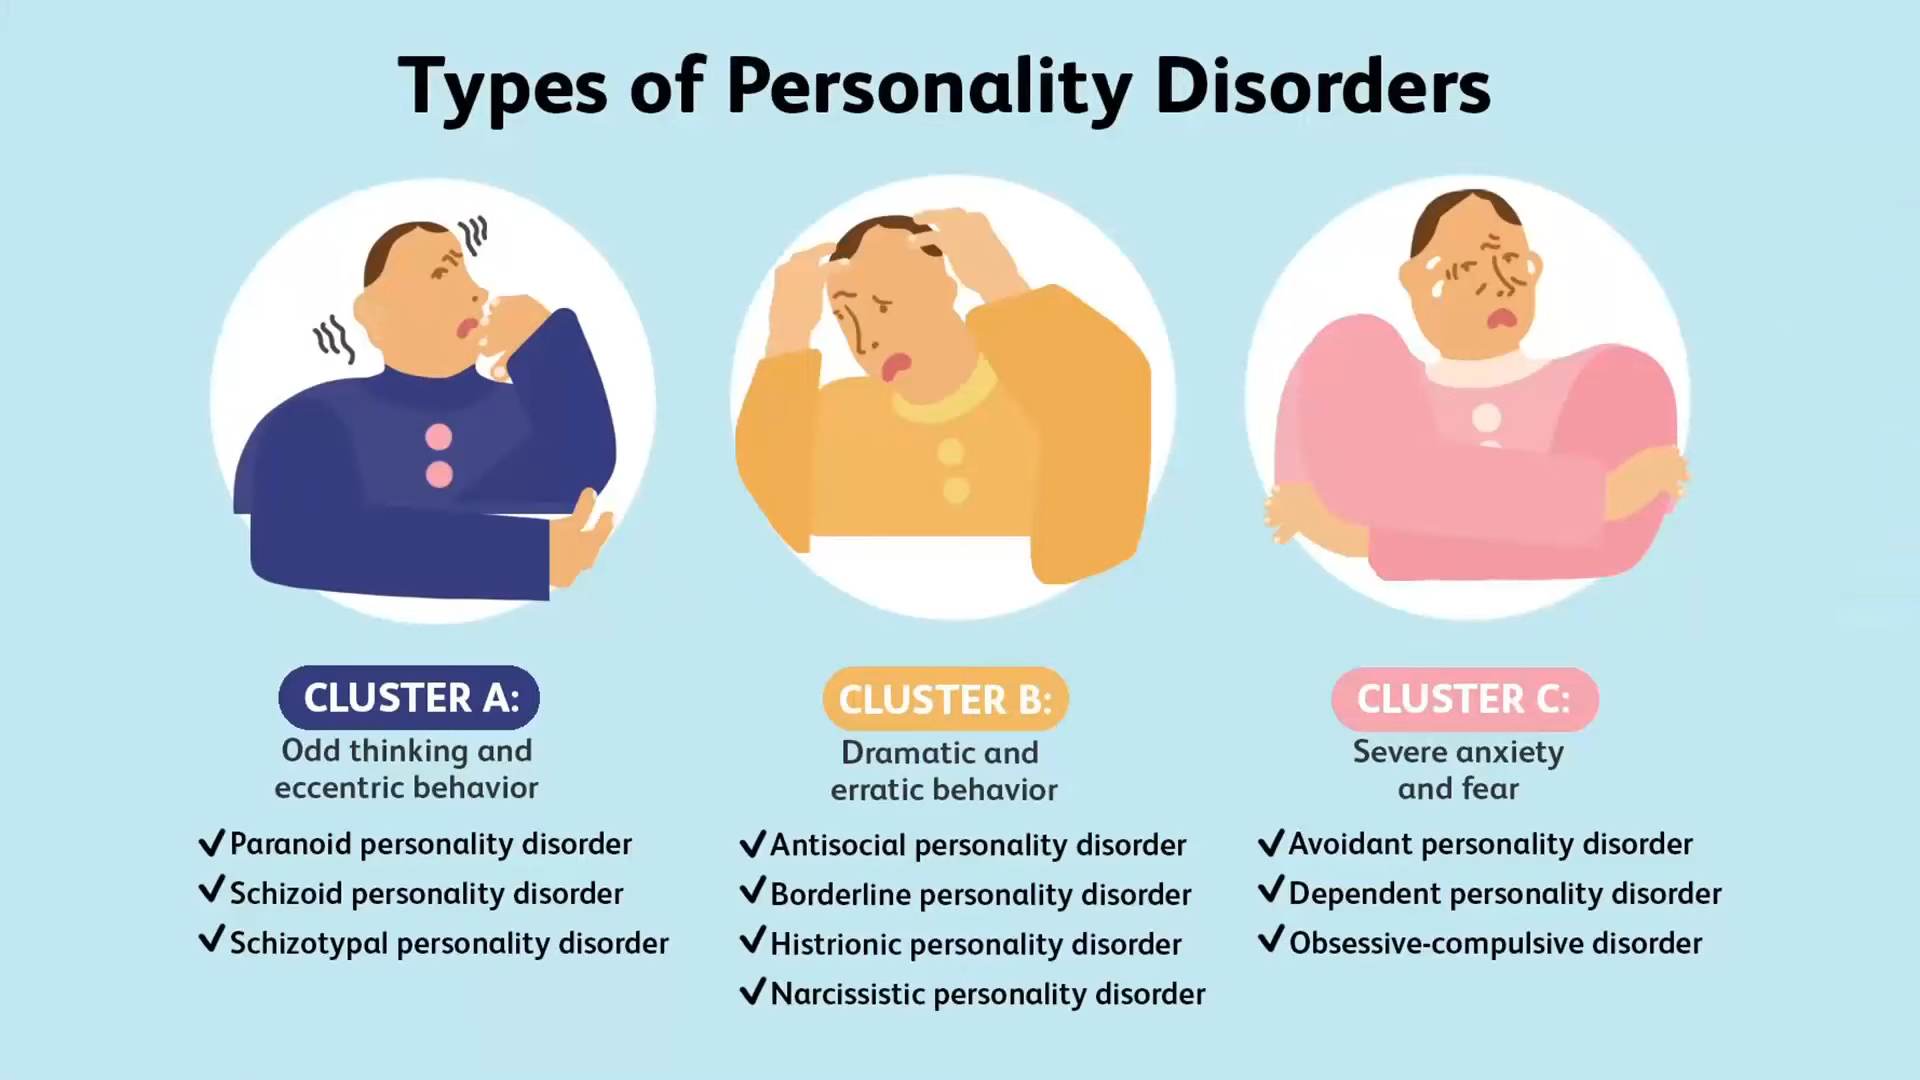 Types of Personality Disorders
CLUSTER A:
Odd thinking and
eccentric behavior
Paranoid personality disorder
Schizoid personality disorder
Schizotypal personality disorder
CLUSTER B:
Dramatic and
erratic behavior
Antisocial personality disorder
Borderline personality disorder
Histrionic personality disorder
Narcissistic personality disorder
CLUSTER C:
Severe anxiety
and fear
Avoidant personality disorder
Dependent personality disorder
Obsessive-compulsive disorder